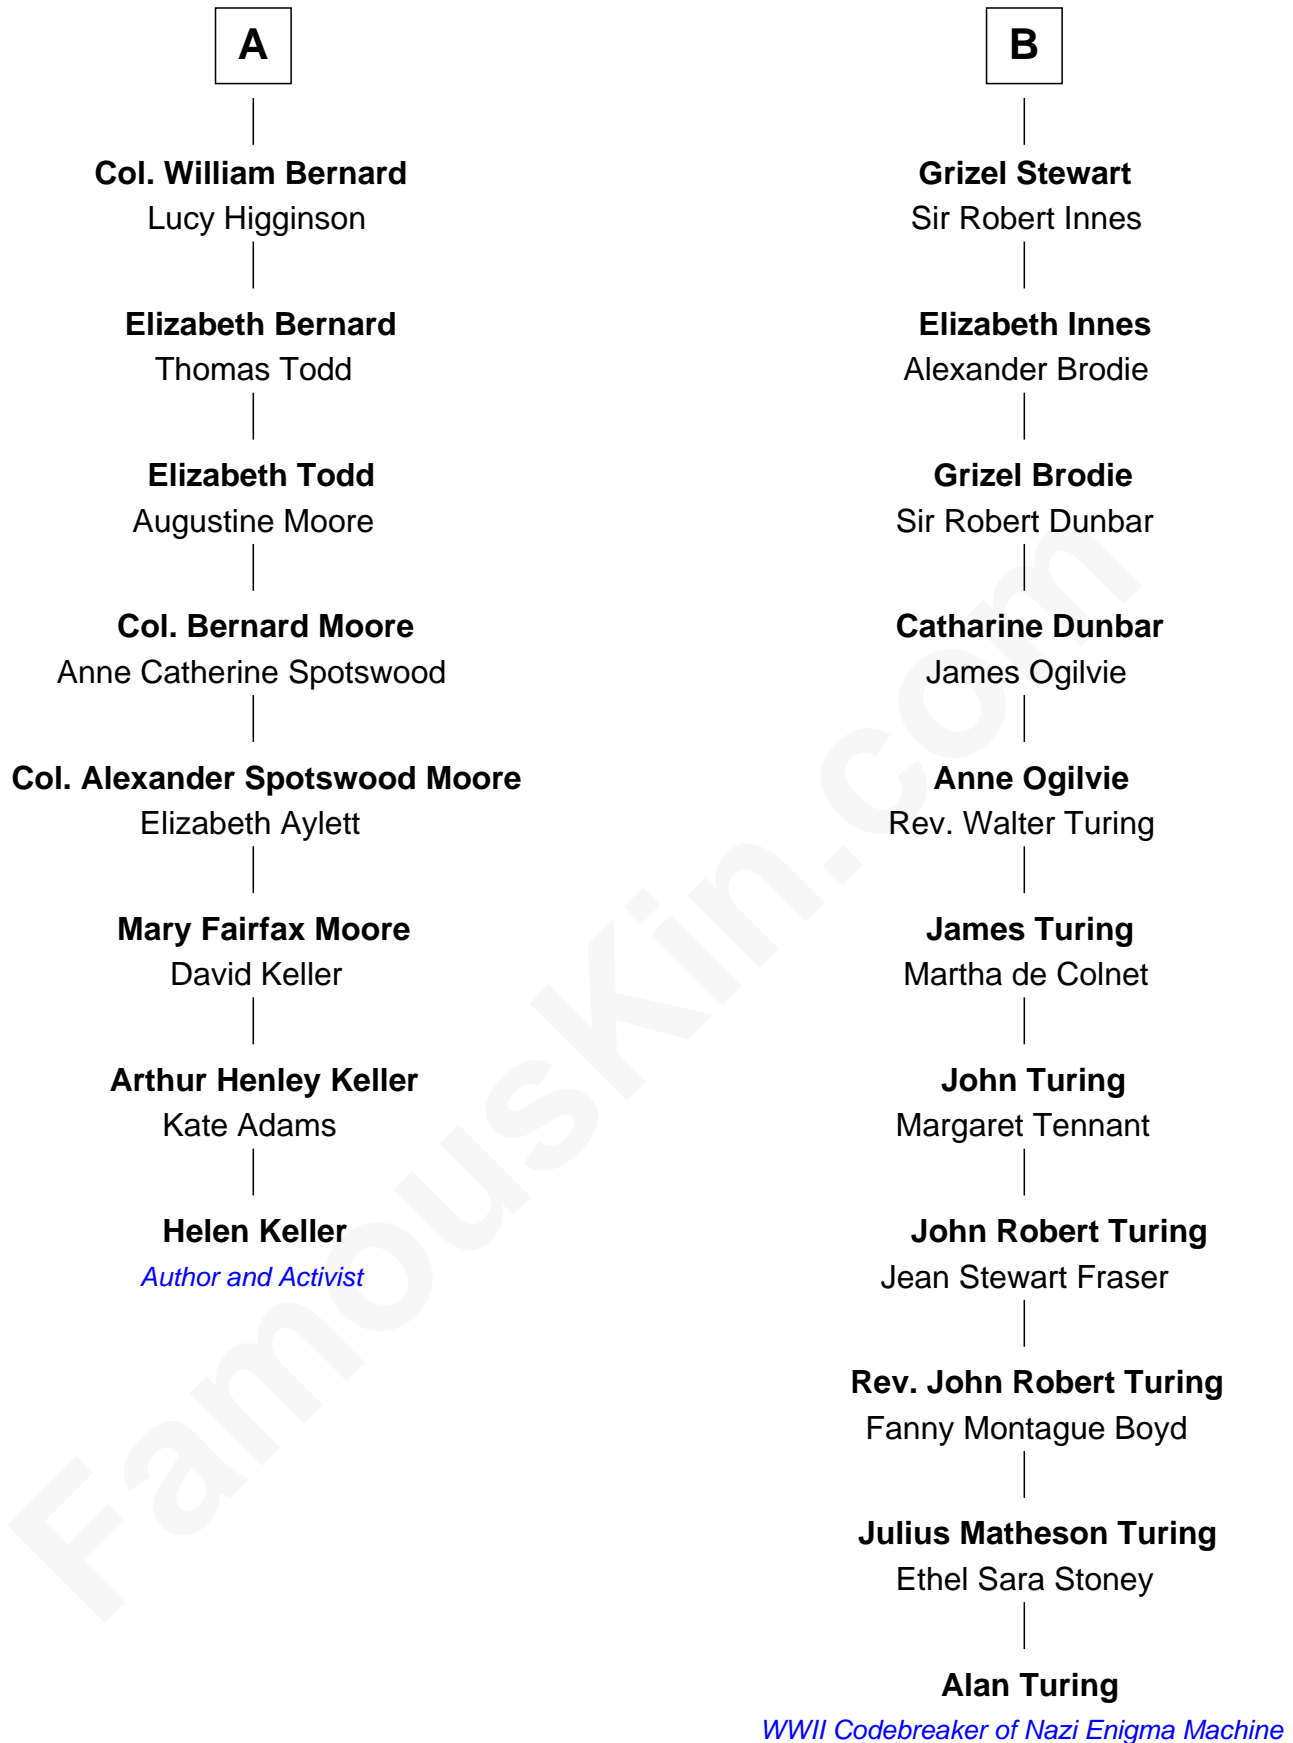 A
Col. William Bernard
Lucy Higginson
Elizabeth Bernard
Thomas Todd
Elizabeth Todd
Augustine Moore
Col. Bernard Moore
Anne Catherine Spotswood
Col. Alexander Spotswood Moore
Elizabeth Aylett
Mary Fairfax Moore
David Keller
Arthur Henley Keller
Kate Adams
Helen Keller
Author and Activist
B
Grizel Stewart
Sir Robert Innes
Elizabeth Innes
Alexander Brodie
Grizel Brodie
Sir Robert Dunbar
Catharine Dunbar
James Ogilvie
Anne Ogilvie
Rev. Walter Turing
James Turing
Martha de Colnet
John Turing
Margaret Tennant
John Robert Turing
Jean Stewart Fraser
Rev. John Robert Turing
Fanny Montague Boyd
Julius Matheson Turing
Ethel Sara Stoney
Alan Turing
WWII Codebreaker of Nazi Enigma Machine
FamousKin.com